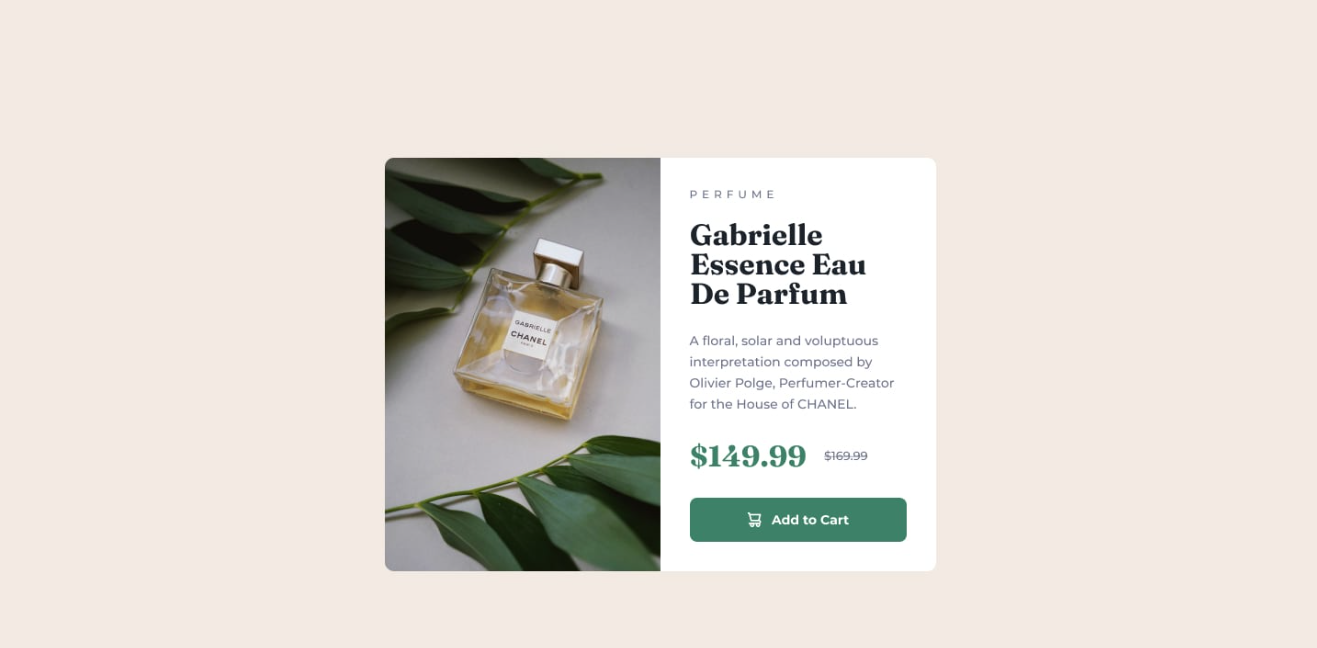 GABRIELLE
CHANEL
PARIS
PERFUME
Gabrielle
Essence Eau
De Parfum
A floral, solar and voluptuous
interpretation composed by
Olivier Polge, Perfumer-Creator
for the House of CHANEL.
$149.99 $169.99
Add to Cart